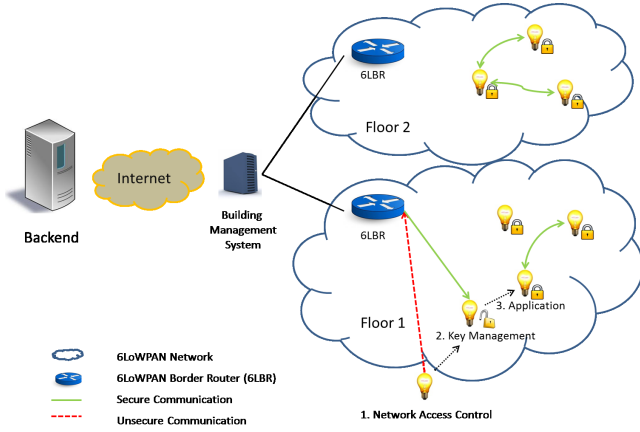 6LBR
Floor 2
Internet
Backend
Building
Management
System
6LBR
3. Application
Floor 1
2. Key Management
6LoWPAN Network
6LoWPAN Border Router (6LBR)
Secure Communication
1. Network Access Control
Unsecure Communication